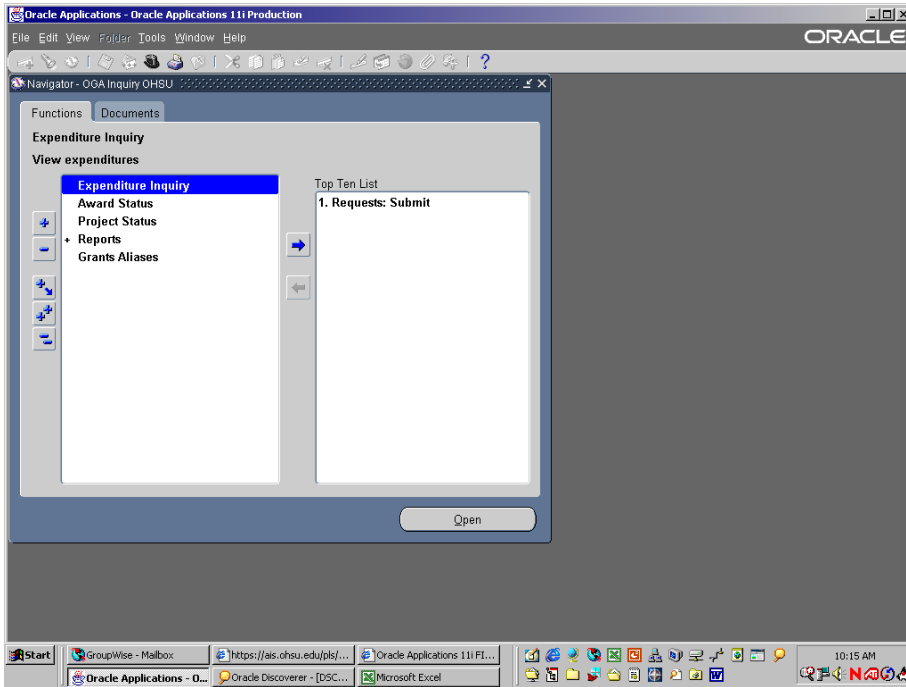 Oracle Applications - Oracle Applications 11i Production
File Edit View Folder Tools Window Help
ORACLE
Navigator - OGA Inquiry OHSU
Functions Documents
Expenditure Inquiry
View expenditures
Expenditure Inquiry
Award Status
Project Status
+ Reports
Grants Aliases
Top Ten List
1. Requests: Submit
Open
Start
GroupWise - Mailbox
https://ais.ohsu.edu/pls/...
Oracle Applications 11i FI...
10:15 AM
Oracle Applications - O...
Oracle Discoverer - [DSC...
Microsoft Excel